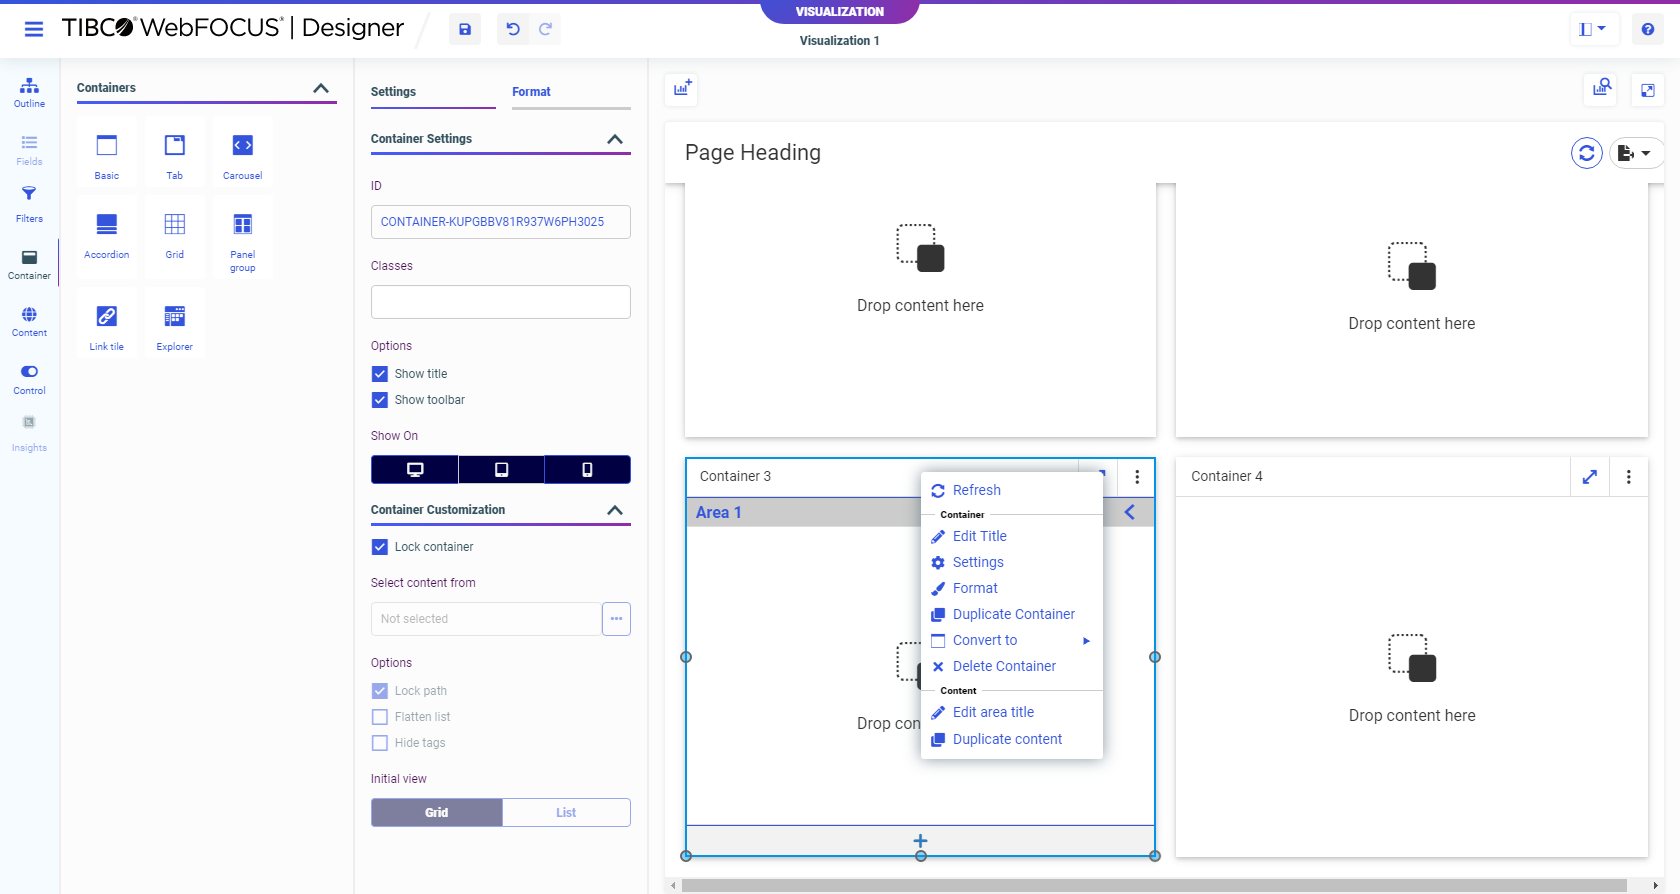 VISUALIZATION
TIBCO® WebFOCUS® | Designer
Visualization 1
Outline
Fields
Filters
Container
Content
Control
Insights
Containers
Basic
Tab
Carousel
Accordion
Grid
Panel
group
Link tile
Explorer
Settings
Format
Container Settings
ID
CONTAINER-KUPGBBV81R937W6PH3025
Classes
Options
Show title
Show toolbar
Show On
Container Customization
Lock container
Select content from
Not selected
Options
Lock path
Flatten list
Hide tags
Initial view
Grid
List
Page Heading
Drop content here
Drop content here
Container 3
Area 1
Drop con
Refresh
Container
Edit Title
Settings
Format
Duplicate Container
Convert to
Delete Container
Content
Edit area title
Duplicate content
Container 4
Drop content here